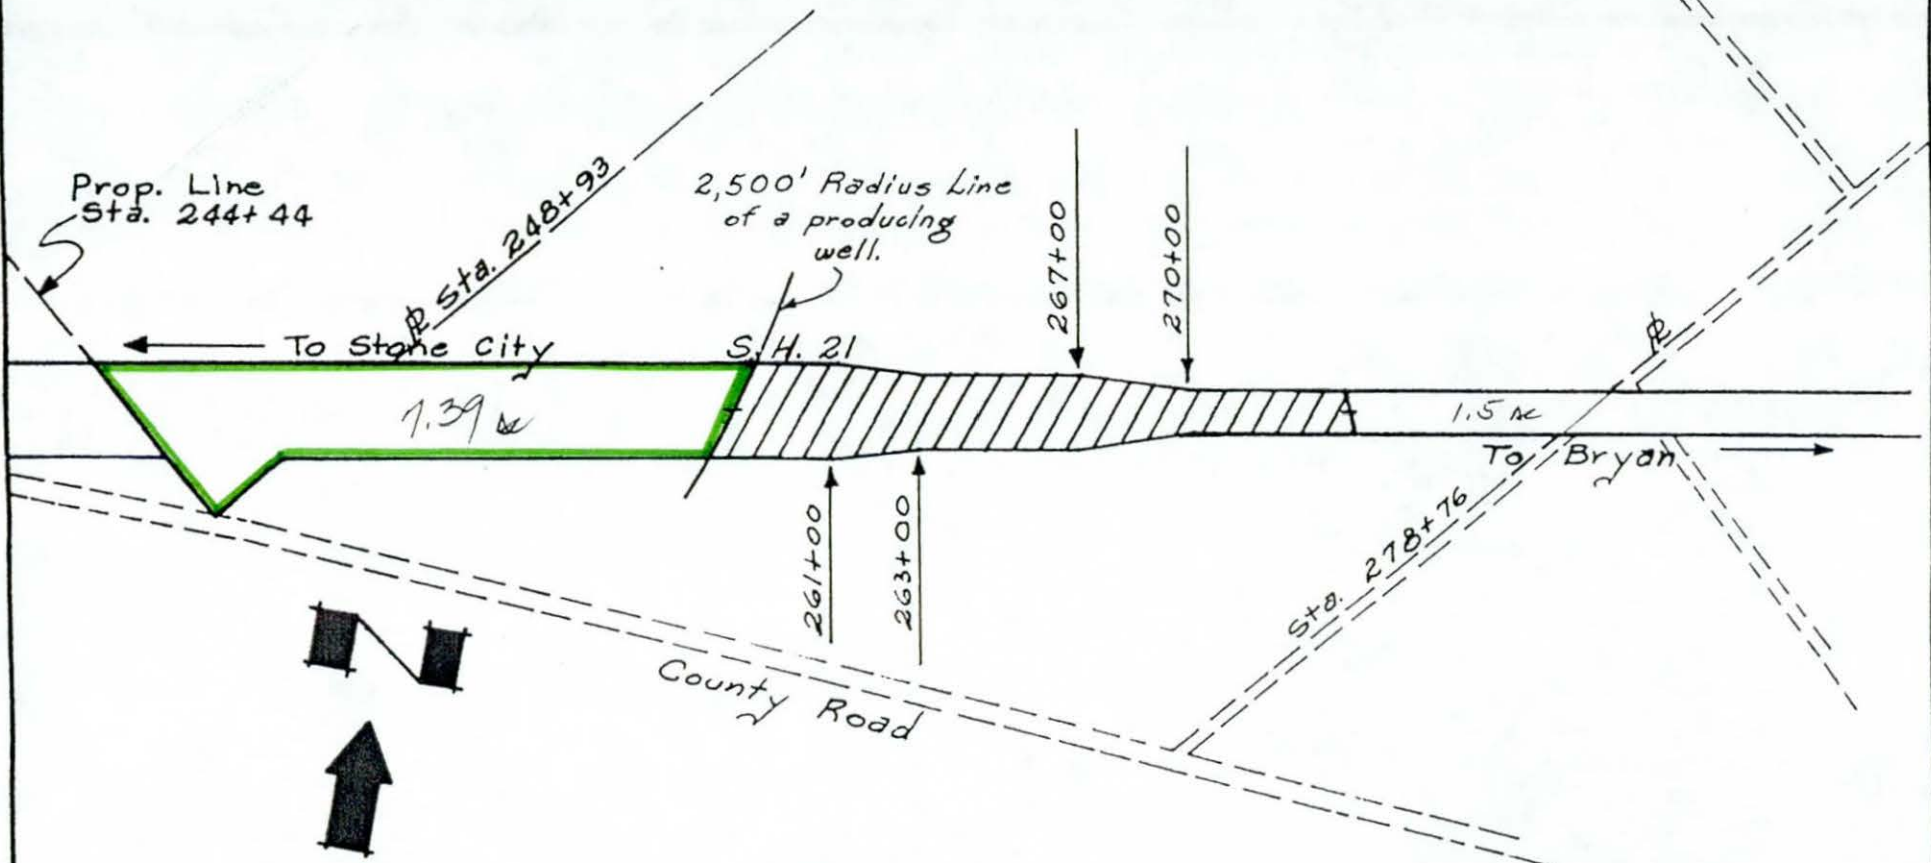 Prop. Line
Sta. 244+44
℄ Sta. 248+93
2,500' Radius Line
of a producing
well.
267+00
270+00
To Stone City
S.H. 21
7.39 ac
1.5 ac
To Bryan
261+00
263+00
Sta. 278+76
County Road
N